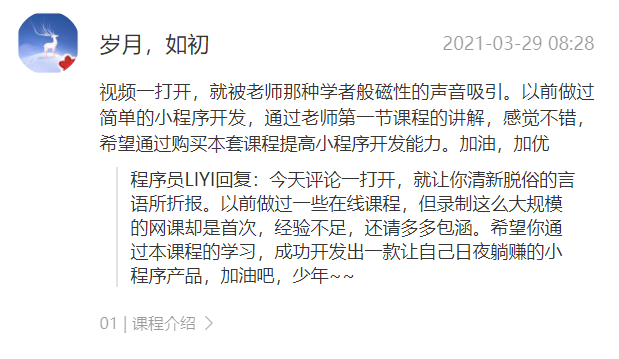 岁月，如初
2021-03-29 08:28
视频一打开，就被老师那种学者般磁性的声音吸引。以前做过
简单的小程序开发，通过老师第一节课程的讲解，感觉不错，
希望通过购买本套课程提高小程序开发能力。加油，加优
程序员LIYI回复：今天评论一打开，就让你清新脱俗的言
语所折报。以前做过一些在线课程，但录制这么大规模
的网课却是首次，经验不足，还请多多包涵。希望你通
过本课程的学习，成功开发出一款让自己日夜躺赚的小
程序产品，加油吧，少年~~
01 | 课程介绍 >